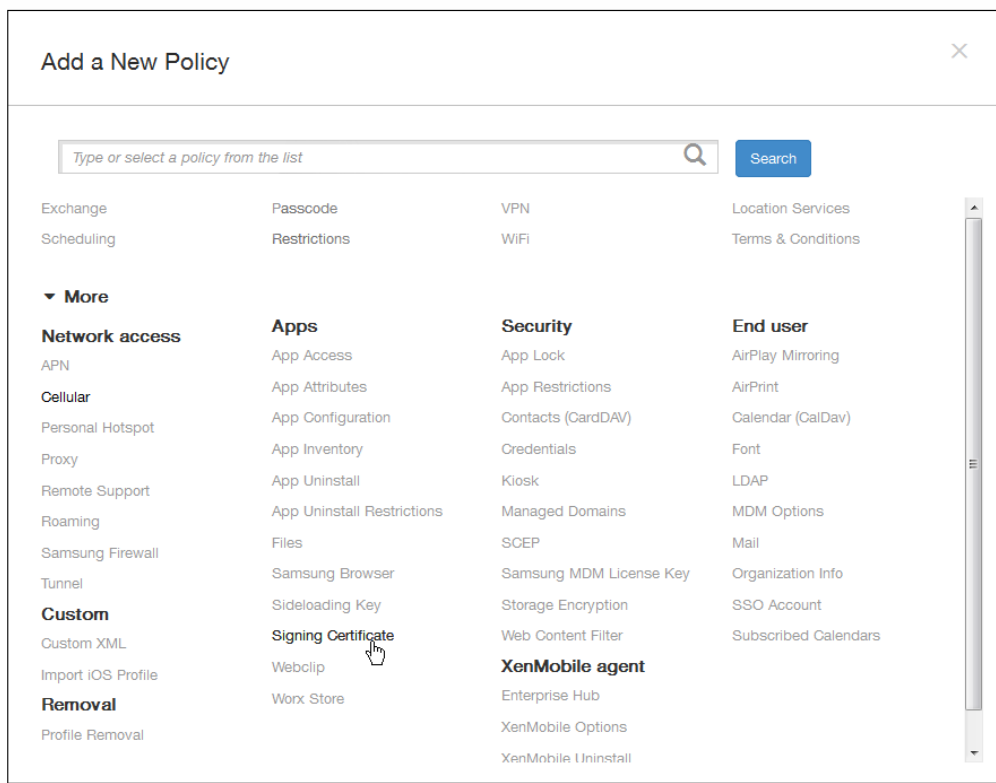 Add a New Policy
Type or select a policy from the list
Search
Exchange
Passcode
VPN
Location Services
Scheduling
Restrictions
WiFi
Terms & Conditions
More
Network access
APN
Cellular
Personal Hotspot
Proxy
Remote Support
Roaming
Samsung Firewall
Tunnel
Custom
Custom XML
Import iOS Profile
Removal
Profile Removal
Apps
App Access
App Attributes
App Configuration
App Inventory
App Uninstall
App Uninstall Restrictions
Files
Samsung Browser
Sideloading Key
Signing Certificate
Webclip
Worx Store
Security
App Lock
App Restrictions
Contacts (CardDAV)
Credentials
Kiosk
Managed Domains
SCEP
Samsung MDM License Key
Storage Encryption
Web Content Filter
XenMobile agent
Enterprise Hub
XenMobile Options
XenMobile Uninstall
End user
AirPlay Mirroring
AirPrint
Calendar (CalDav)
Font
LDAP
MDM Options
Mail
Organization Info
SSO Account
Subscribed Calendars